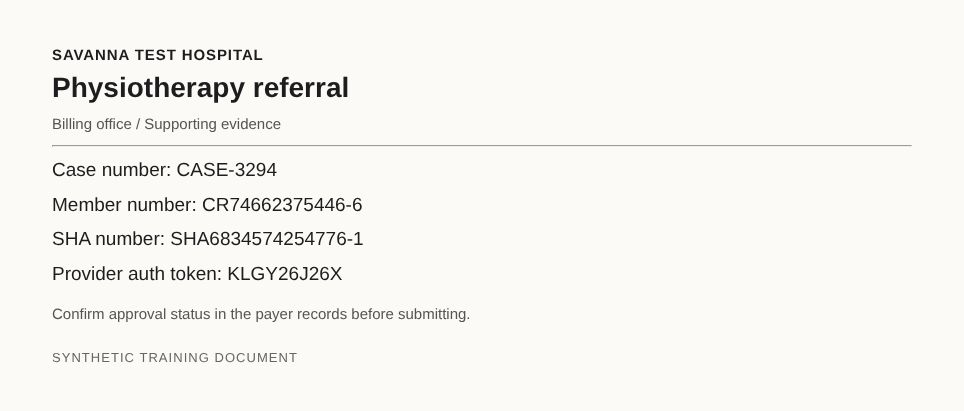 SAVANNA TEST HOSPITAL
Physiotherapy referral
Billing office / Supporting evidence
Case number: CASE-3294
Member number: CR74662375446-6
SHA number: SHA6834574254776-1
Provider auth token: KLGY26J26X
Confirm approval status in the payer records before submitting.
SYNTHETIC TRAINING DOCUMENT